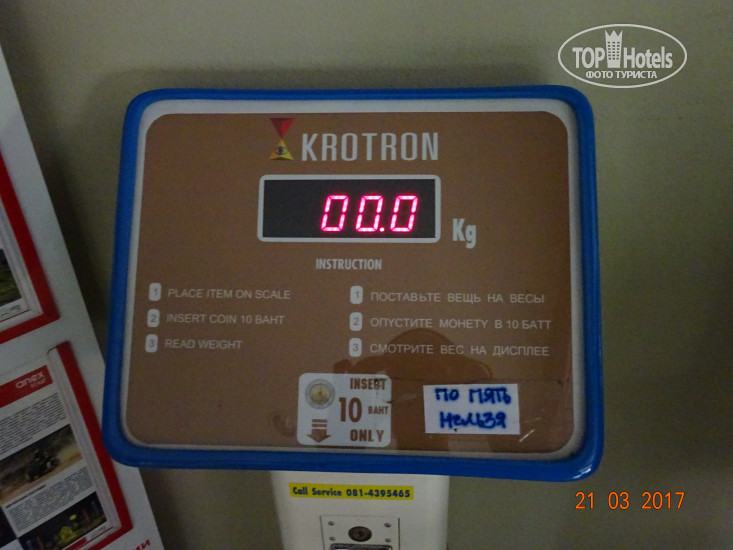 TOP Hotels
ФОТО ТУРИСТА
KROTRON
00.0 Kg
INSTRUCTION
1 PLACE ITEM ON SCALE
2 INSERT COIN 10 BAHT
3 READ WEIGHT
1 ПОСТАВЬТЕ ВЕЩЬ НА ВЕСЫ
2 ОПУСТИТЕ МОНЕТУ В 10 БАТТ
3 СМОТРИТЕ ВЕС НА ДИСПЛЕЕ
INSERT
10 BAHT
ONLY
ПО ПЯТЬ
НЕЛЬЗЯ
Call Service 081-4395465
anex
TOUR
21 03 2017